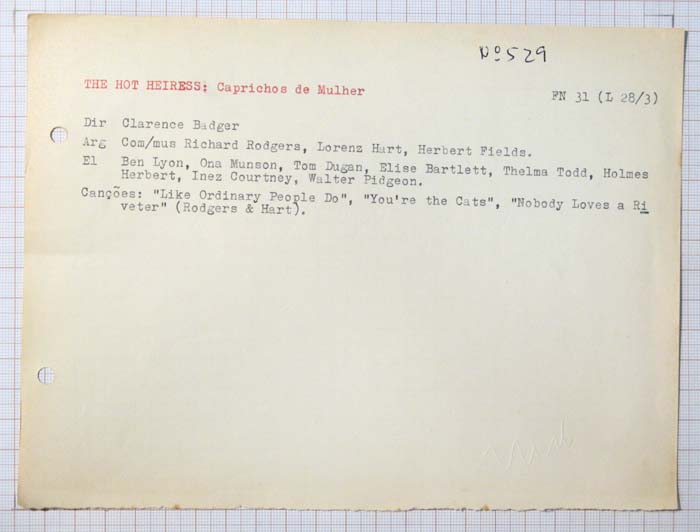 Nº 529
THE HOT HEIRESS: Caprichos de Mulher
FN 31 (L 28/3)
Dir Clarence Badger
Arg Com/mus Richard Rodgers, Lorenz Hart, Herbert Fields.
El Ben Lyon, Ona Munson, Tom Dugan, Elise Bartlett, Thelma Todd, Holmes
Herbert, Inez Courtney, Walter Pidgeon.
Canções: "Like Ordinary People Do", "You're the Cats", "Nobody Loves a Ri
veter" (Rodgers & Hart).